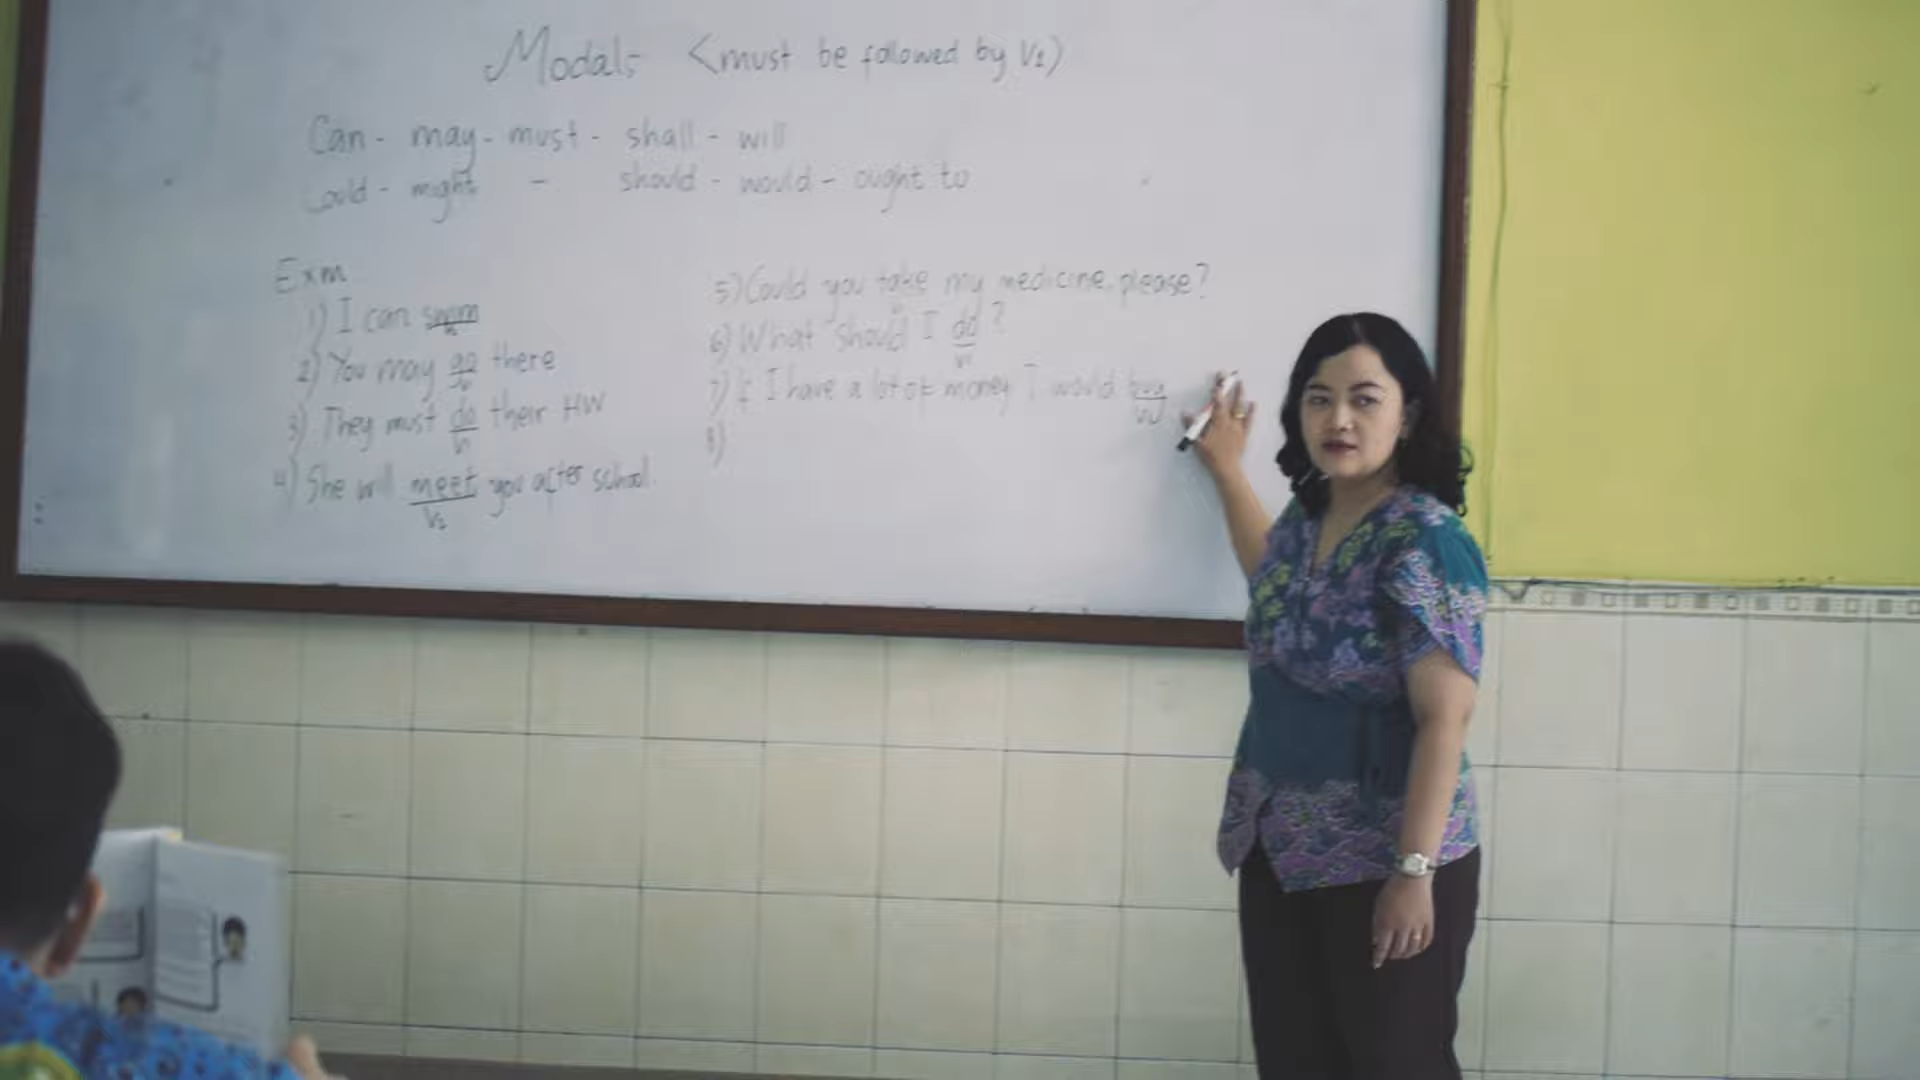 Modals <must be followed by V1)
Can - may - must - shall - will
Could - might - should - would - ought to
Exm
1) I can swim
V1
2) You may go there
V1
3) They must do their HW
V1
4) She will meet you after school.
V1
5) Could you take my medicine, please?
6) What should I do?
V1
7) If I have a lot of money I would buy
V1
8)